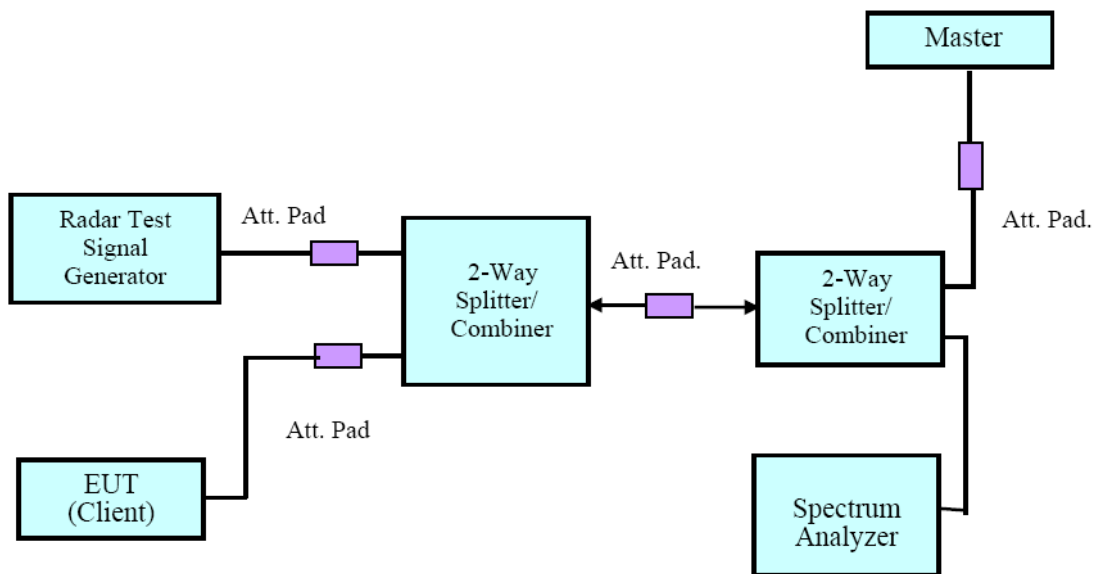 Master
Radar Test
Signal
Generator
Att. Pad
Att. Pad.
2-Way
Splitter/
Combiner
Att. Pad.
2-Way
Splitter/
Combiner
Att. Pad
EUT
(Client)
Spectrum
Analyzer